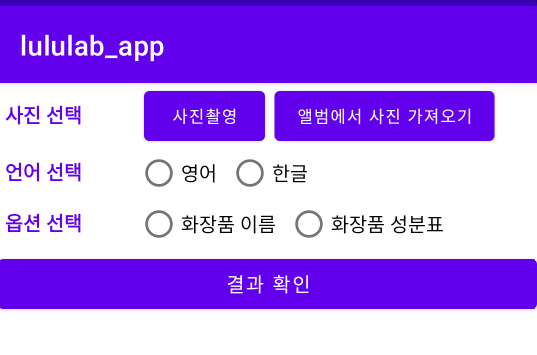 lululab_app
사진 선택 사진촬영 앨범에서 사진 가져오기
언어 선택 영어 한글
옵션 선택 화장품 이름 화장품 성분표
결과 확인